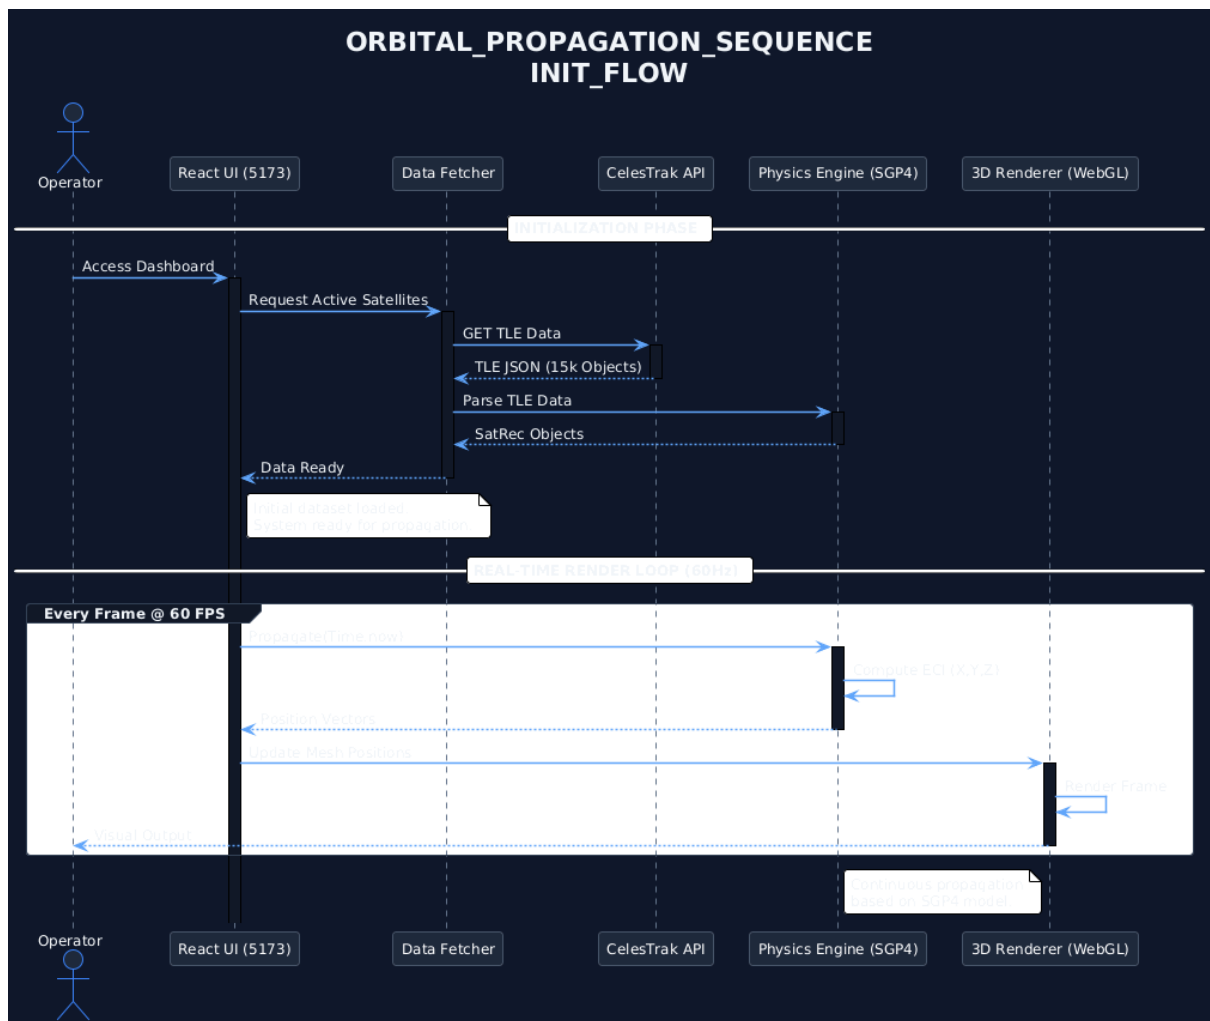 ORBITAL_PROPAGATION_SEQUENCE
INIT_FLOW
Operator
React UI (5173)
Data Fetcher
CelesTrak API
Physics Engine (SGP4)
3D Renderer (WebGL)
INITIALIZATION PHASE
Access Dashboard
Request Active Satellites
GET TLE Data
TLE JSON (15k Objects)
Parse TLE Data
SatRec Objects
Data Ready
Initial dataset loaded.
System ready for propagation.
REAL-TIME RENDER LOOP (60Hz)
Every Frame @ 60 FPS
Propagate(Time.now)
Compute ECI (X,Y,Z)
Position Vectors
Update Mesh Positions
Render Frame
Visual Output
Continuous propagation
based on SGP4 model
Operator
React UI (5173)
Data Fetcher
CelesTrak API
Physics Engine (SGP4)
3D Renderer (WebGL)